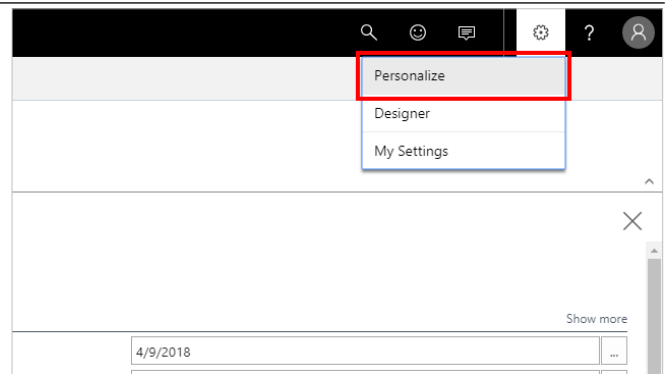 ?
Personalize
Designer
My Settings
Show more
4/9/2018
...